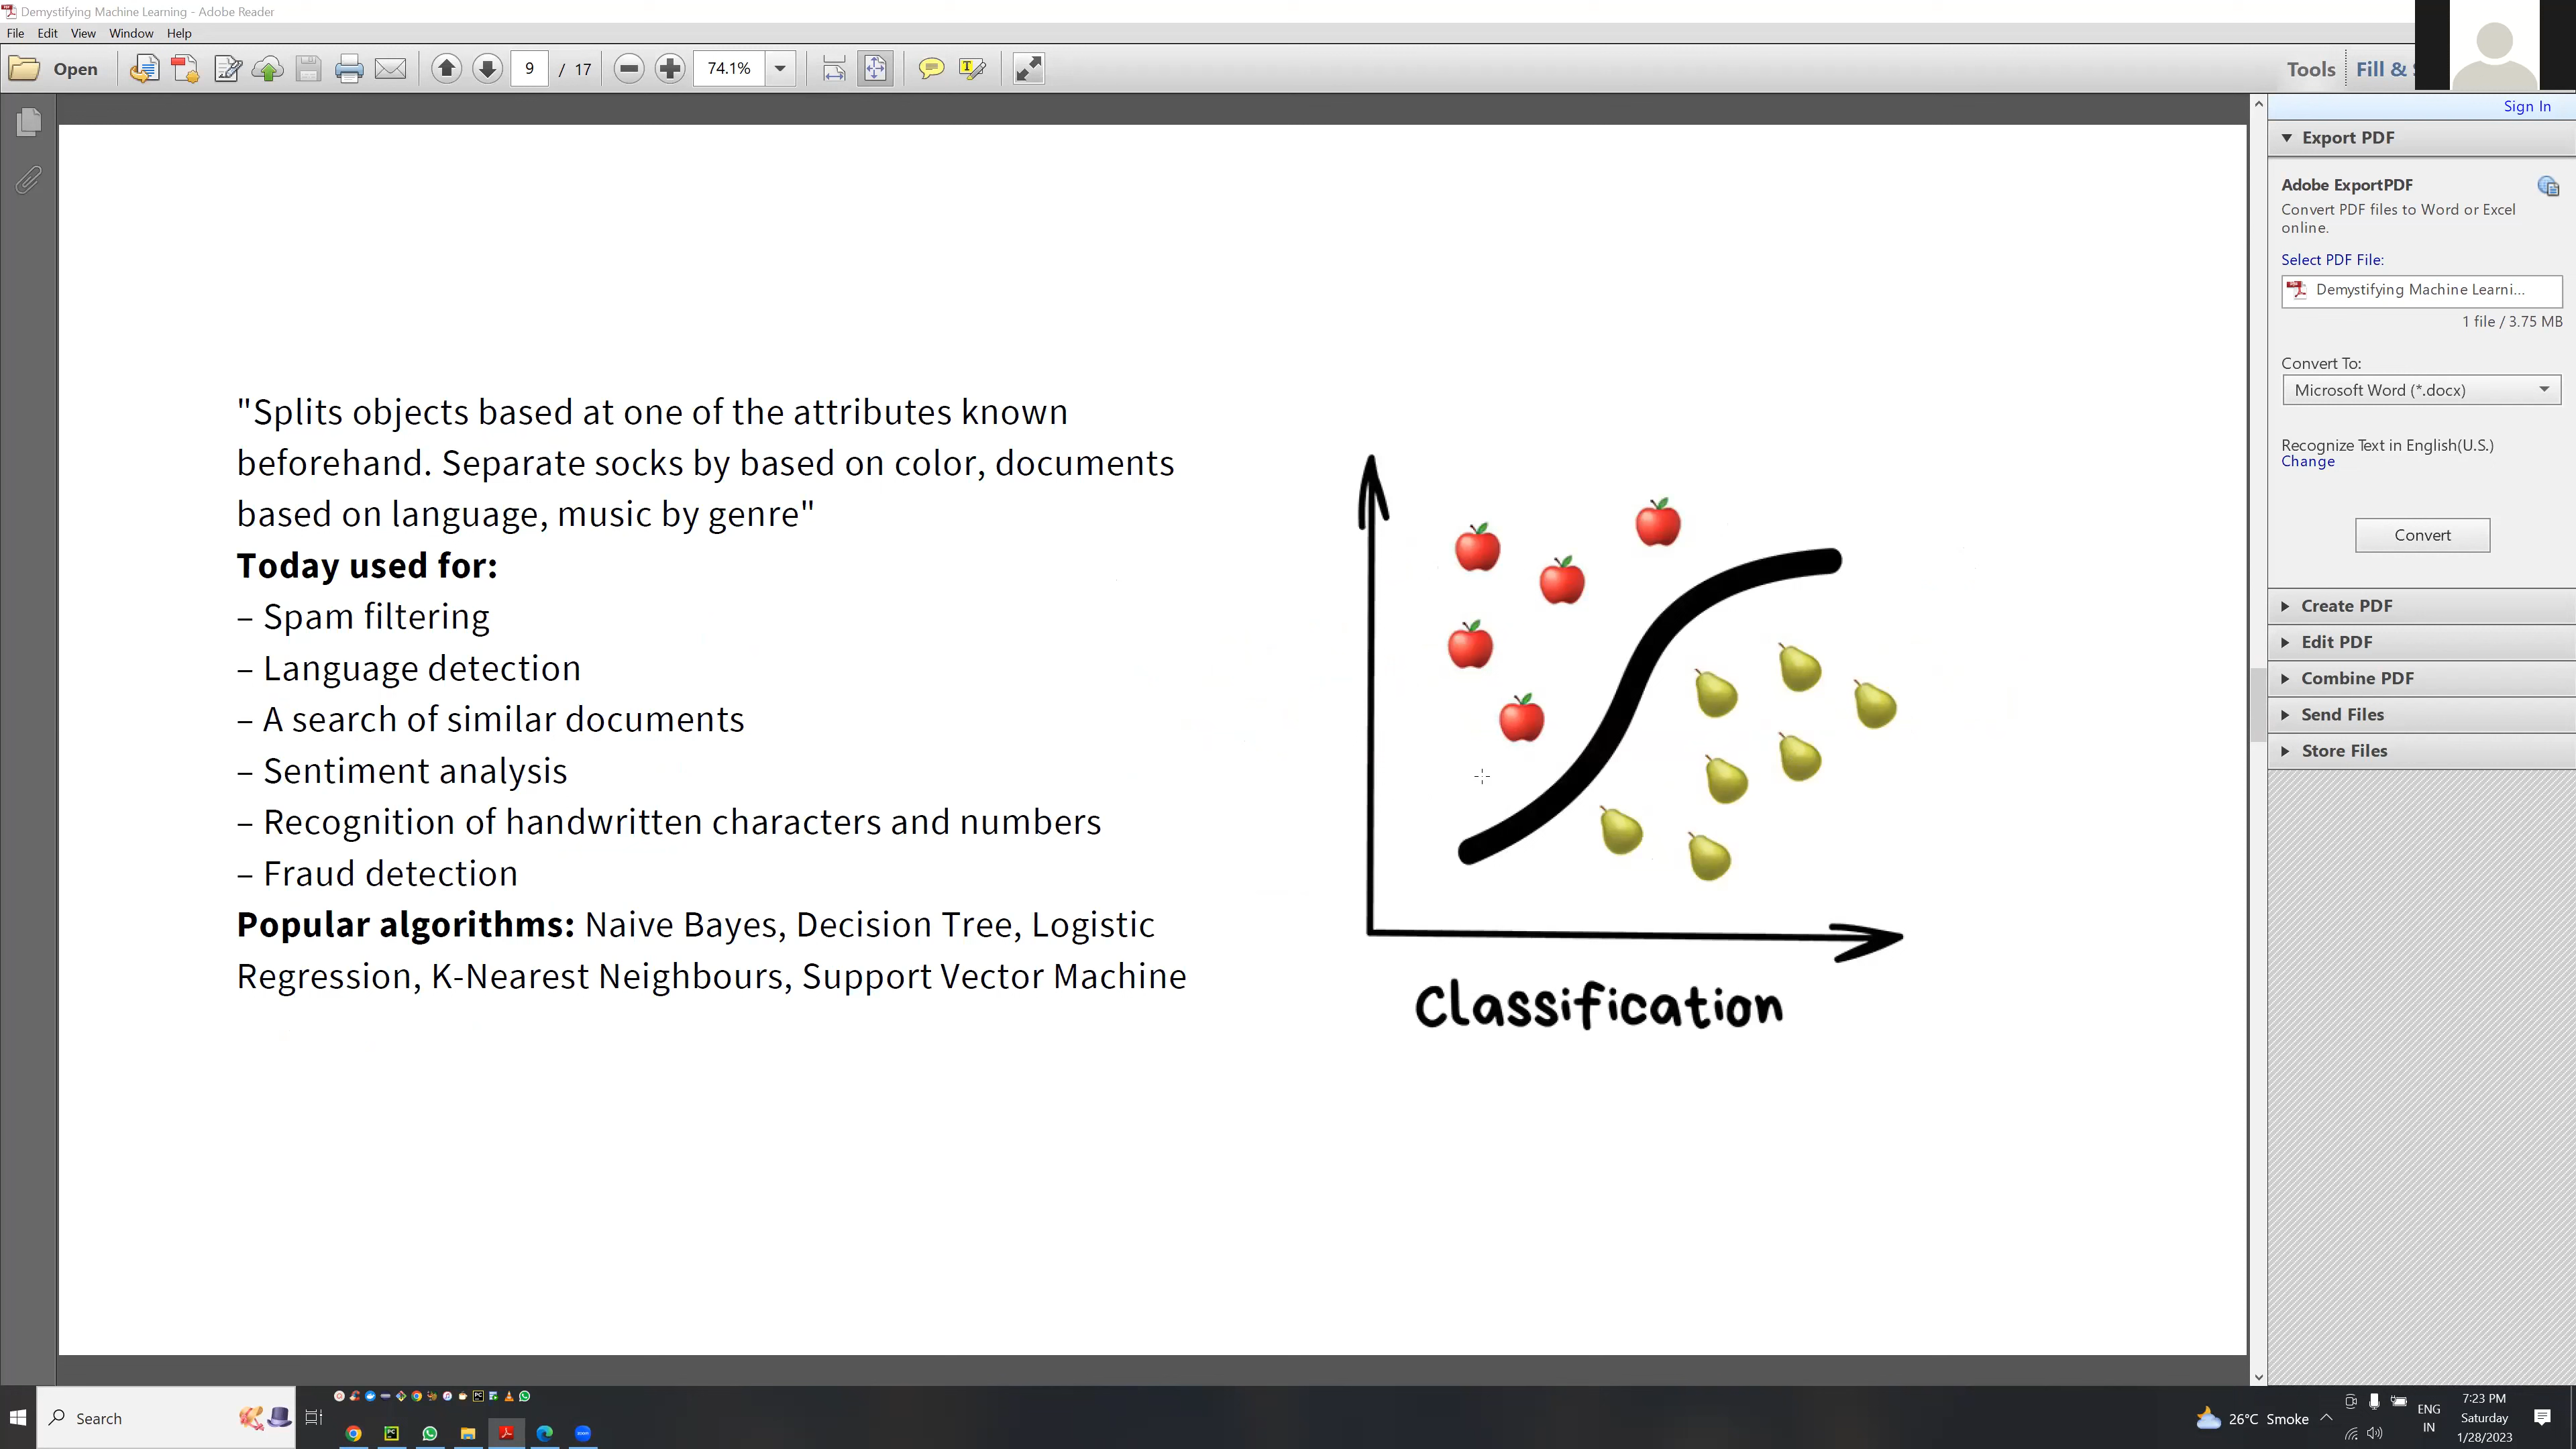 Demystifying Machine Learning - Adobe Reader
File Edit View Window Help
Open 9 / 17 74.1% Tools Fill &
Sign In
Export PDF
Adobe ExportPDF
Convert PDF files to Word or Excel
online.
Select PDF File:
Demystifying Machine Learni...
1 file / 3.75 MB
Convert To:
Microsoft Word (*.docx)
Recognize Text in English(U.S.)
Change
Convert
Create PDF
Edit PDF
Combine PDF
Send Files
Store Files
"Splits objects based at one of the attributes known
beforehand. Separate socks by based on color, documents
based on language, music by genre"
Today used for:
– Spam filtering
– Language detection
– A search of similar documents
– Sentiment analysis
– Recognition of handwritten characters and numbers
– Fraud detection
Popular algorithms: Naive Bayes, Decision Tree, Logistic
Regression, K-Nearest Neighbours, Support Vector Machine
Classification
Search
26°C Smoke
ENG
IN
7:23 PM
Saturday
1/28/2023